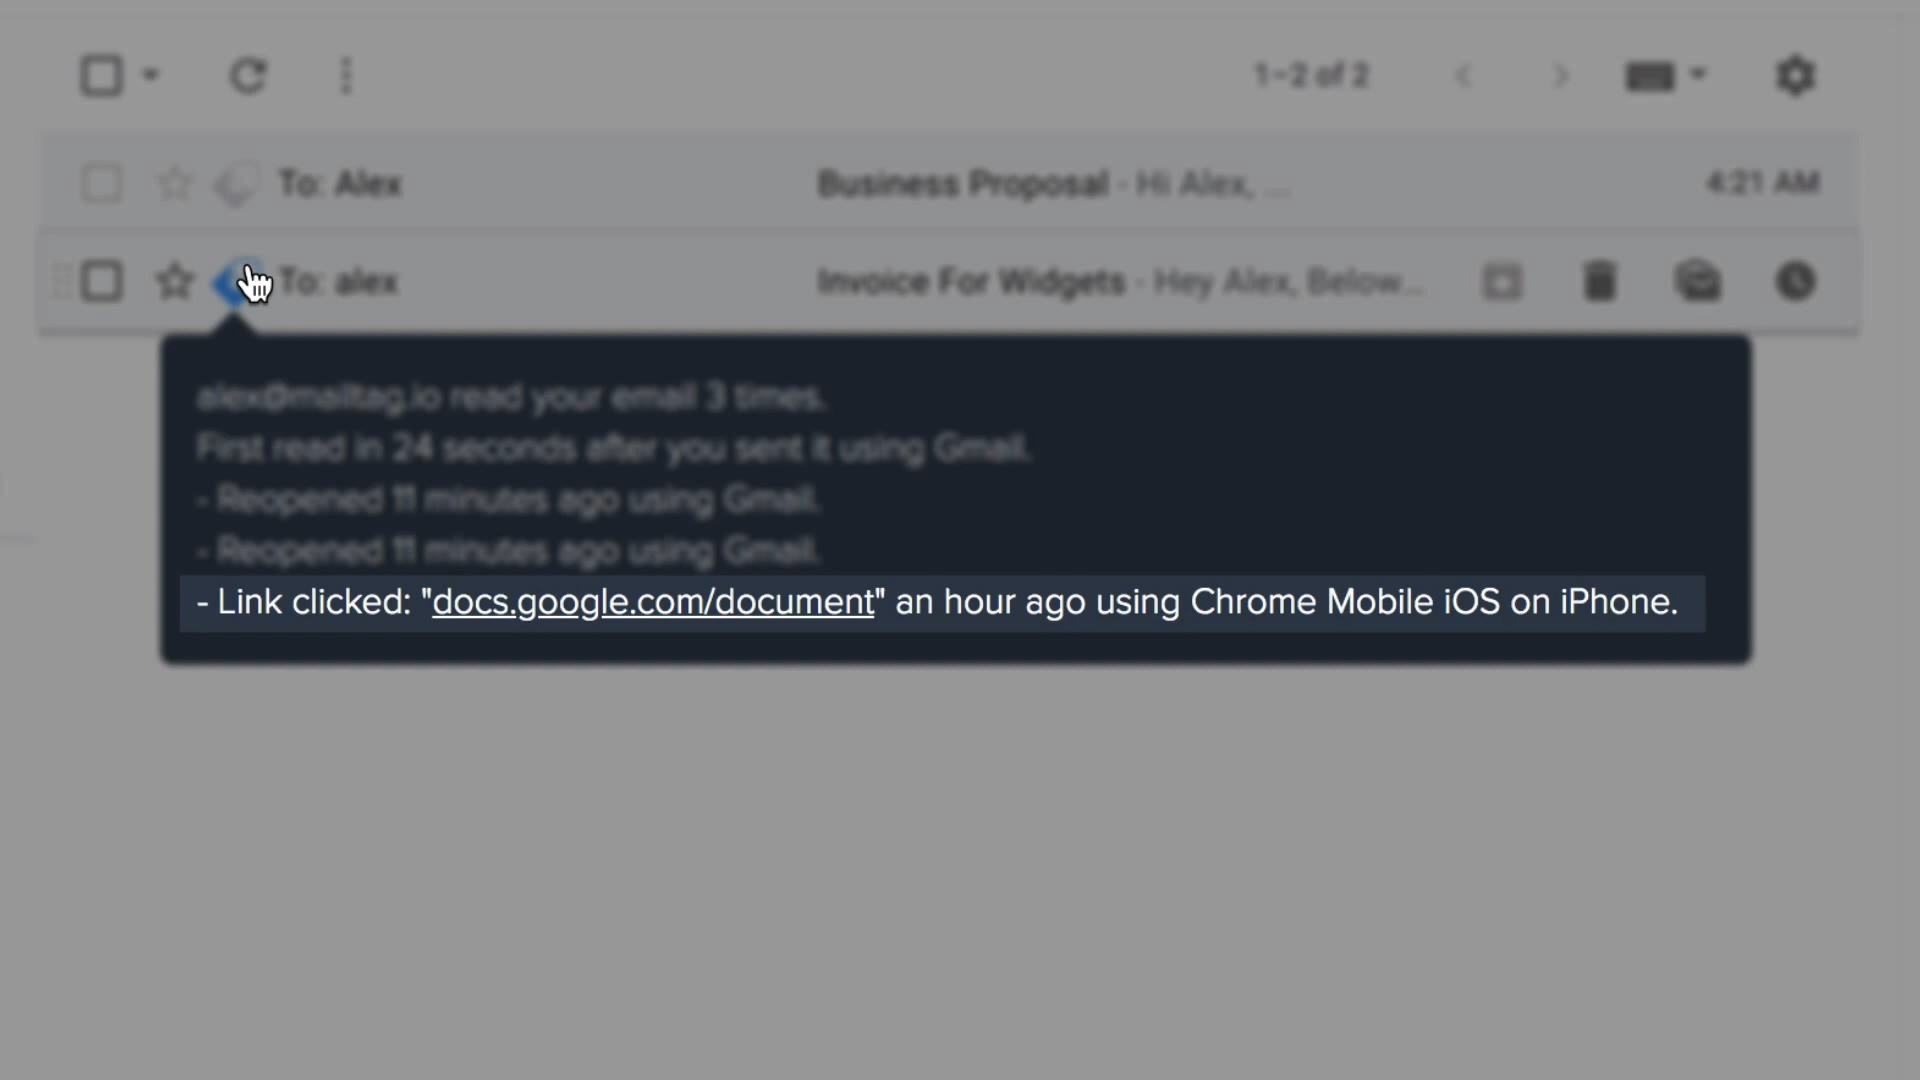 1–2 of 2
To: Alex Business Proposal - Hi Alex, ... 4:21 AM
To: alex Invoice For Widgets - Hey Alex, Below...
alex@mailtag.io read your email 3 times.
First read in 24 seconds after you sent it using Gmail.
- Reopened 11 minutes ago using Gmail.
- Reopened 11 minutes ago using Gmail.
- Link clicked: "docs.google.com/document" an hour ago using Chrome Mobile iOS on iPhone.